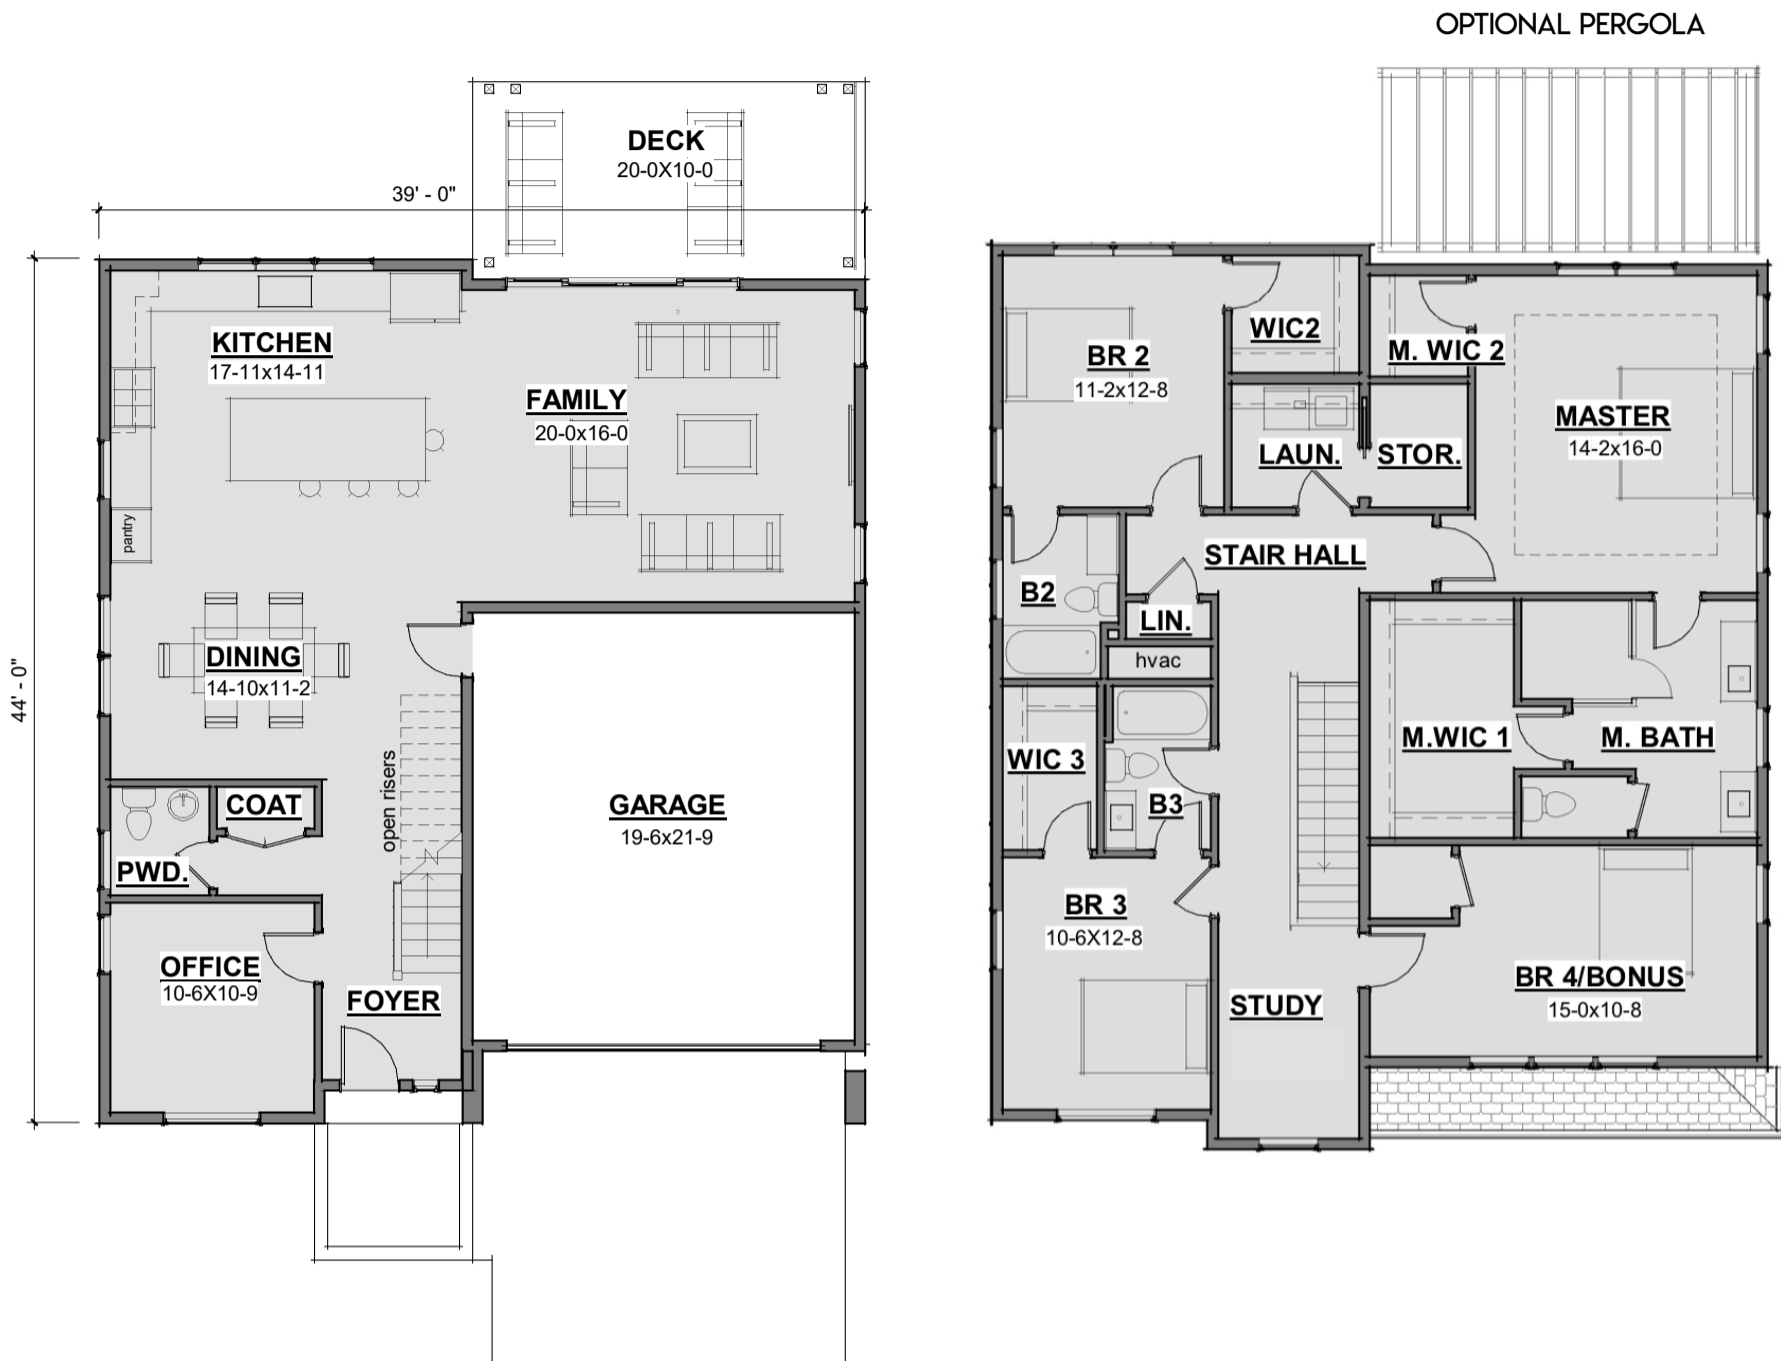 OPTIONAL PERGOLA
DECK
20-0X10-0
39' - 0"
44' - 0"
KITCHEN
17-11x14-11
FAMILY
20-0x16-0
pantry
DINING
14-10x11-2
open risers
COAT
PWD.
GARAGE
19-6x21-9
OFFICE
10-6X10-9
FOYER
WIC2
BR 2
11-2x12-8
M. WIC 2
MASTER
14-2x16-0
LAUN.
STOR.
STAIR HALL
B2
LIN.
hvac
WIC 3
B3
M.WIC 1
M. BATH
BR 3
10-6X12-8
STUDY
BR 4/BONUS
15-0x10-8